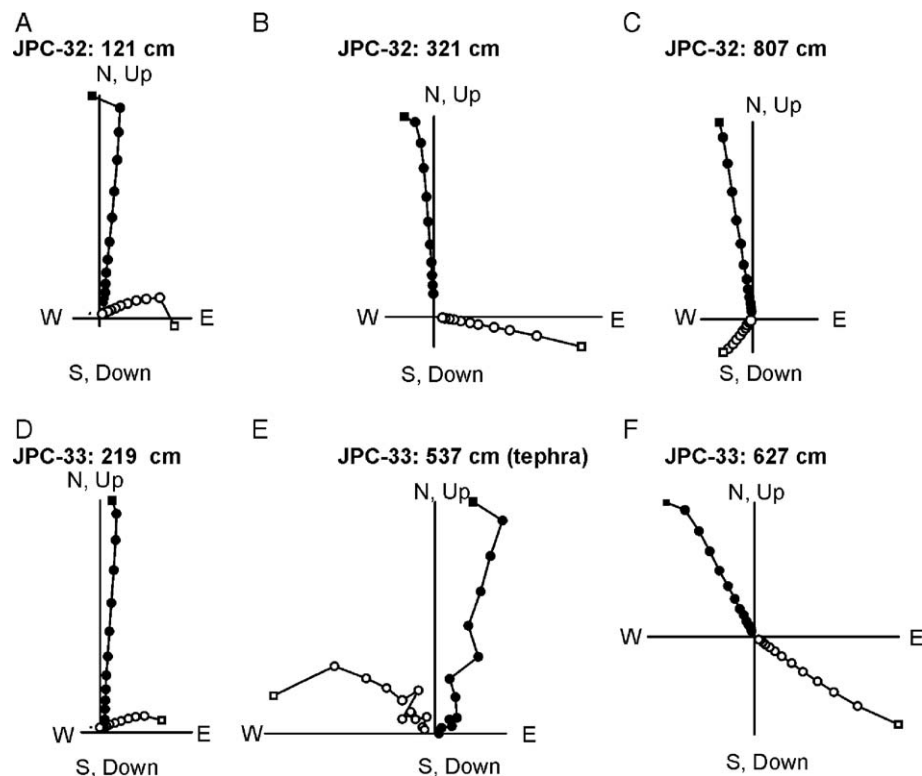 A
JPC-32: 121 cm
N, Up
W
E
S, Down
B
JPC-32: 321 cm
N, Up
W
E
S, Down
C
JPC-32: 807 cm
N, Up
W
E
S, Down
D
JPC-33: 219 cm
N, Up
W
E
S, Down
E
JPC-33: 537 cm (tephra)
N, Up
W
E
S, Down
F
JPC-33: 627 cm
N, Up
W
E
S, Down